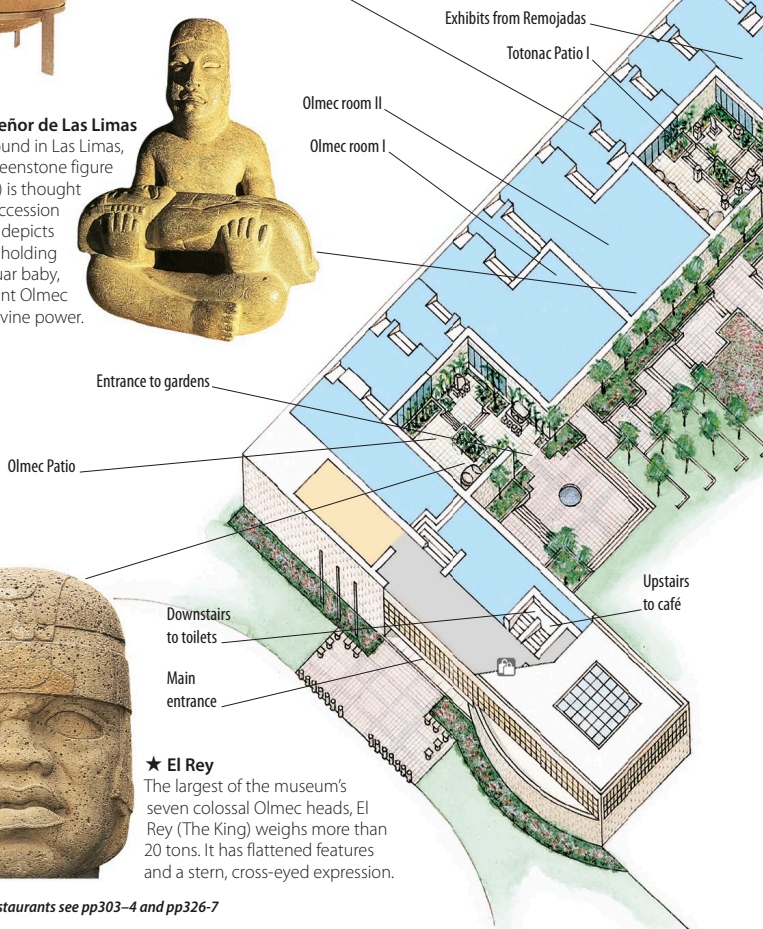 Exhibits from Remojadas
Totonac Patio I
Olmec room II
Olmec room I
eñor de Las Limas
ound in Las Limas,
eenstone figure
) is thought
ccession
depicts
holding
uar baby,
nt Olmec
vine power.
Entrance to gardens
Olmec Patio
Upstairs
to café
Downstairs
to toilets
Main
entrance
★ El Rey
The largest of the museum’s
seven colossal Olmec heads, El
Rey (The King) weighs more than
20 tons. It has flattened features
and a stern, cross-eyed expression.
staurants see pp303–4 and pp326-7